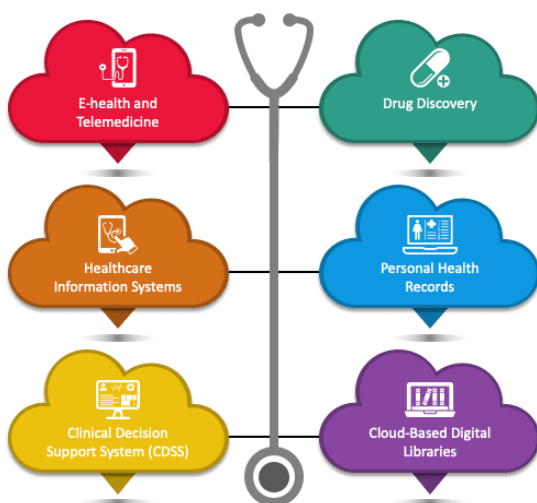 E-health and
Telemedicine
Drug Discovery
Healthcare
Information Systems
Personal Health
Records
Clinical Decision
Support System (CDSS)
Cloud-Based Digital
Libraries